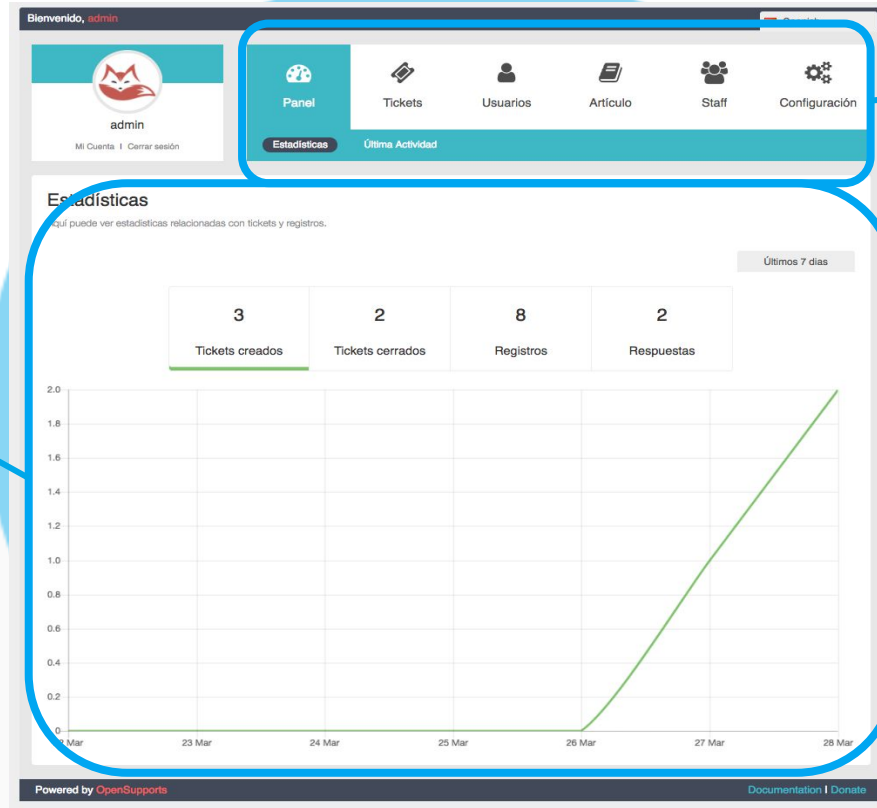 Bienvenido, admin
Panel
Tickets
Usuarios
Artículo
Staff
Configuración
admin
Mi Cuenta I Cerrar sesión
Estadísticas
Última Actividad
Estadísticas
quí puede ver estadísticas relacionadas con tickets y registros.
Últimos 7 dias
3
2
8
2
Tickets creados
Tickets cerrados
Registros
Respuestas
2.0
1.8
1.6
1.4
1.2
1.0
0.8
0.6
0.4
0.2
0
2 Mar
23 Mar
24 Mar
25 Mar
26 Mar
27 Mar
28 Mar
Powered by OpenSupports
Documentation I Donate